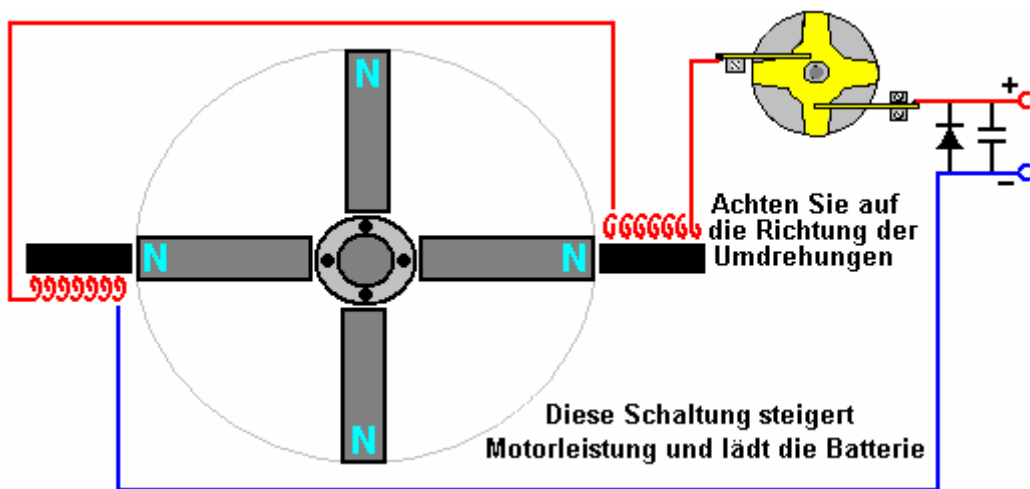 N
+
−
Achten Sie auf
die Richtung der
Umdrehungen
N
N
Diese Schaltung steigert
Motorleistung und lädt die Batterie
N